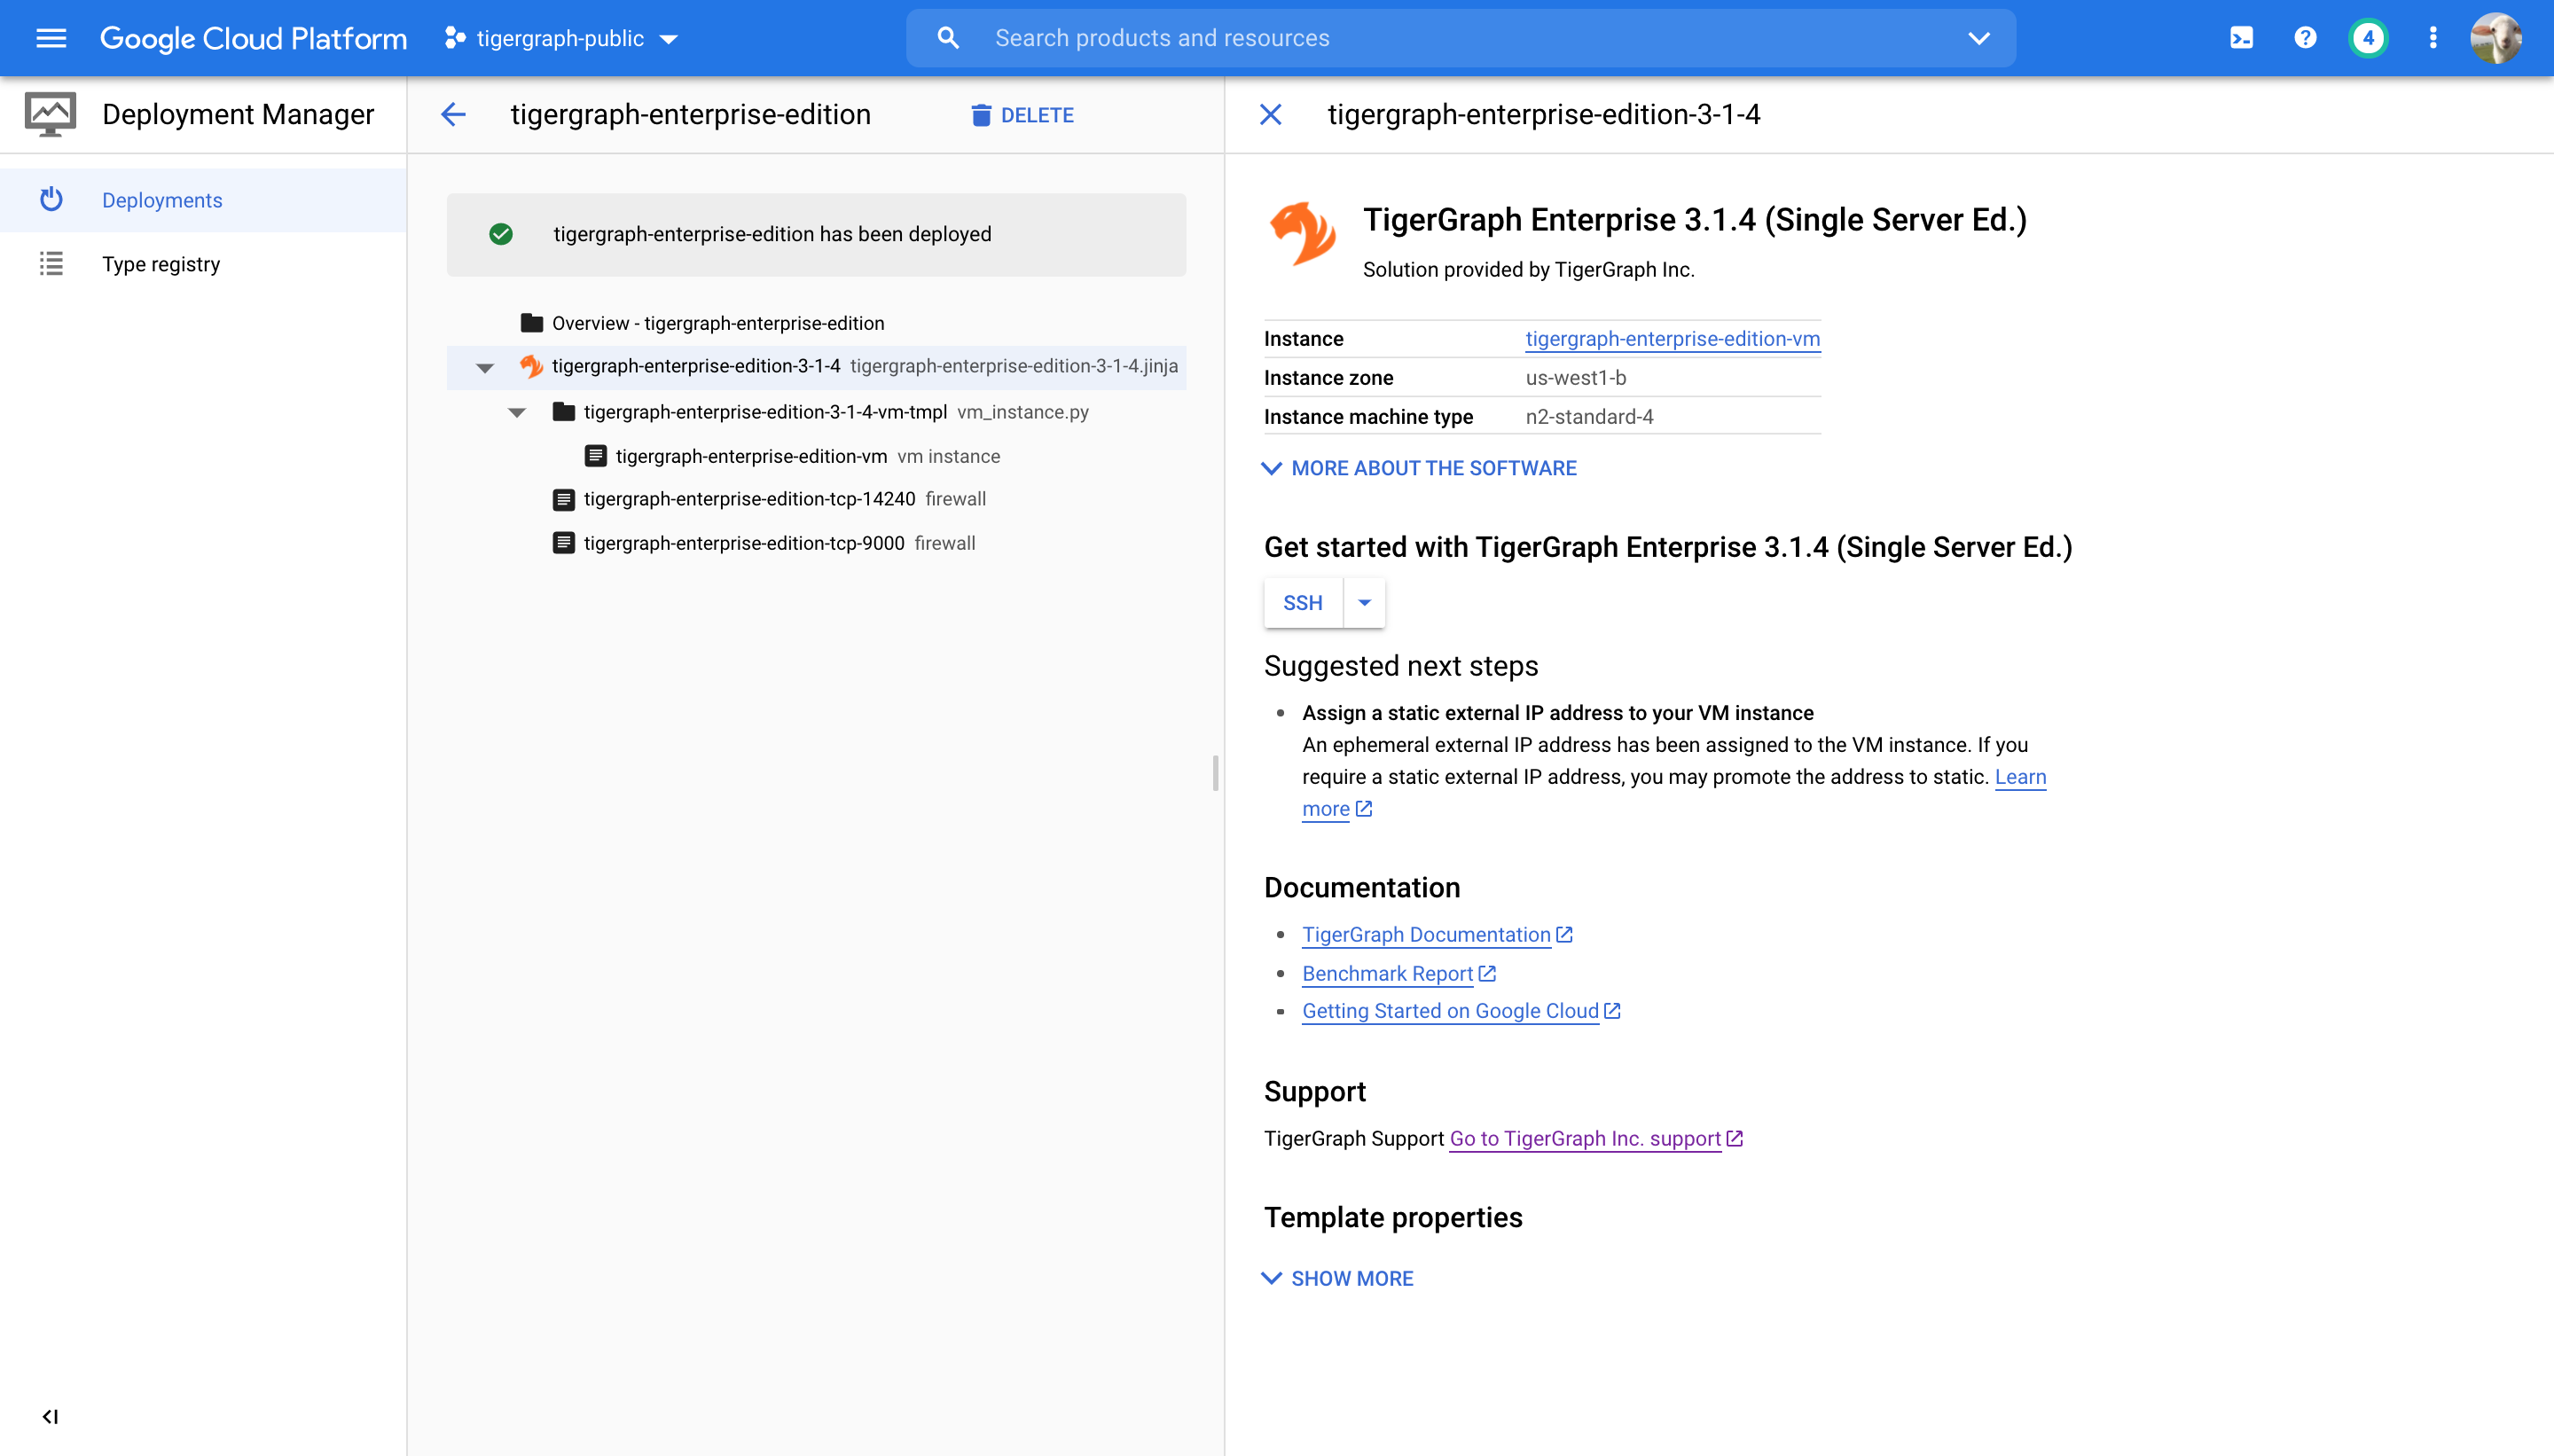 Google Cloud Platform
tigergraph-public
Search products and resources
4
Deployment Manager
Deployments
Type registry
tigergraph-enterprise-edition
DELETE
tigergraph-enterprise-edition has been deployed
Overview - tigergraph-enterprise-edition
tigergraph-enterprise-edition-3-1-4 tigergraph-enterprise-edition-3-1-4.jinja
tigergraph-enterprise-edition-3-1-4-vm-tmpl vm_instance.py
tigergraph-enterprise-edition-vm vm instance
tigergraph-enterprise-edition-tcp-14240 firewall
tigergraph-enterprise-edition-tcp-9000 firewall
tigergraph-enterprise-edition-3-1-4
TigerGraph Enterprise 3.1.4 (Single Server Ed.)
Solution provided by TigerGraph Inc.
Instance tigergraph-enterprise-edition-vm
Instance zone us-west1-b
Instance machine type n2-standard-4
MORE ABOUT THE SOFTWARE
Get started with TigerGraph Enterprise 3.1.4 (Single Server Ed.)
SSH
Suggested next steps
Assign a static external IP address to your VM instance
An ephemeral external IP address has been assigned to the VM instance. If you
require a static external IP address, you may promote the address to static. Learn
more
Documentation
TigerGraph Documentation
Benchmark Report
Getting Started on Google Cloud
Support
TigerGraph Support Go to TigerGraph Inc. support
Template properties
SHOW MORE